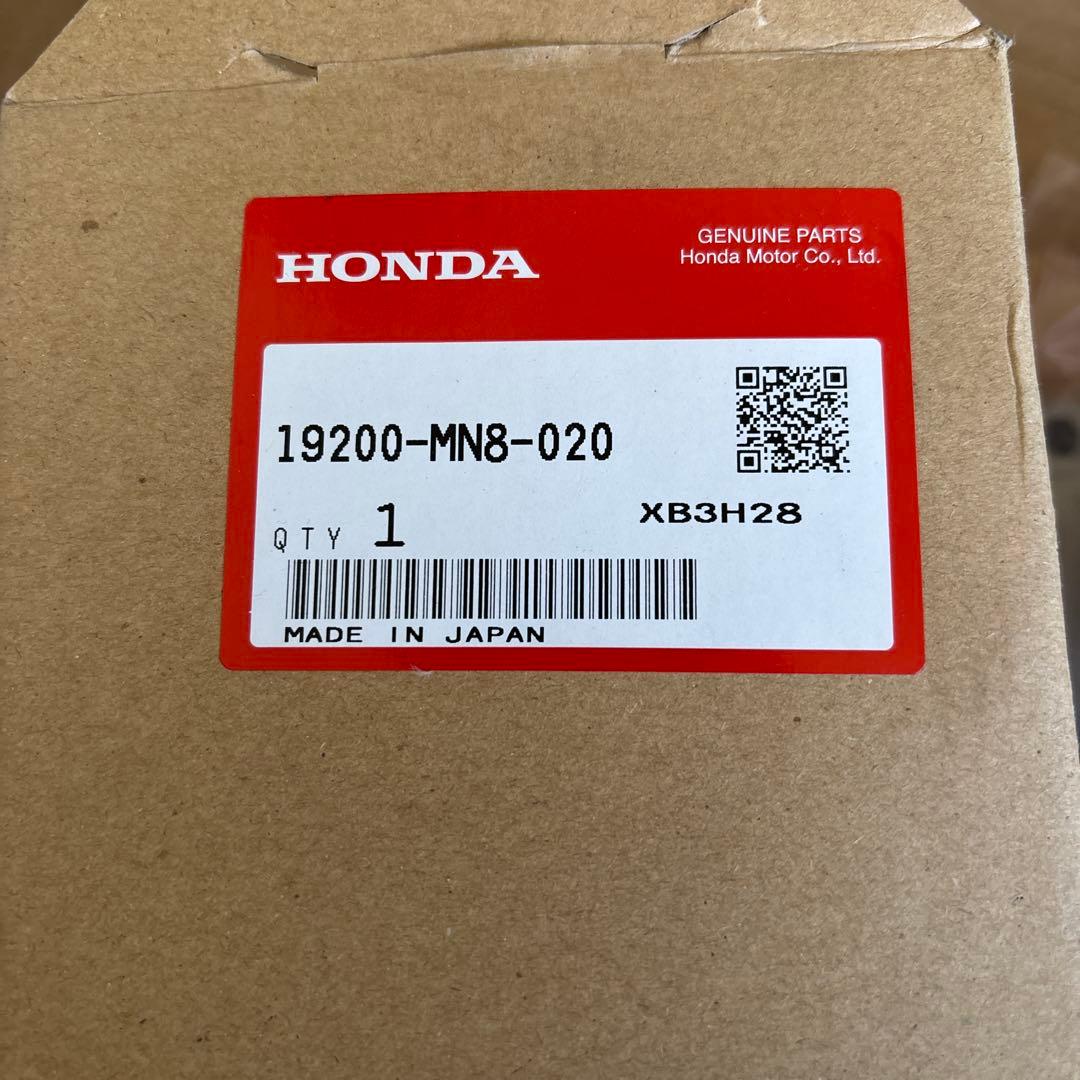 HONDA
GENUINE PARTS
Honda Motor Co., Ltd.
19200-MN8-020
QTY 1
XB3H28
MADE IN JAPAN